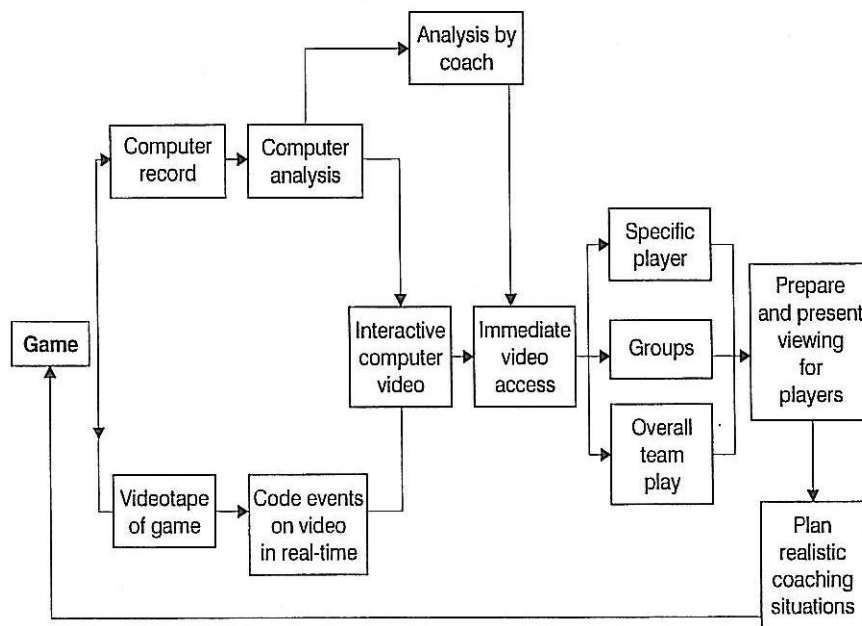 Analysis by
coach
Computer
record
Computer
analysis
Specific
player
Prepare
and present
viewing
for
players
Game
Interactive
computer
video
Immediate
video
access
Groups
Overall
team
play
Videotape
of game
Code events
on video
in real-time
Plan
realistic
coaching
situations